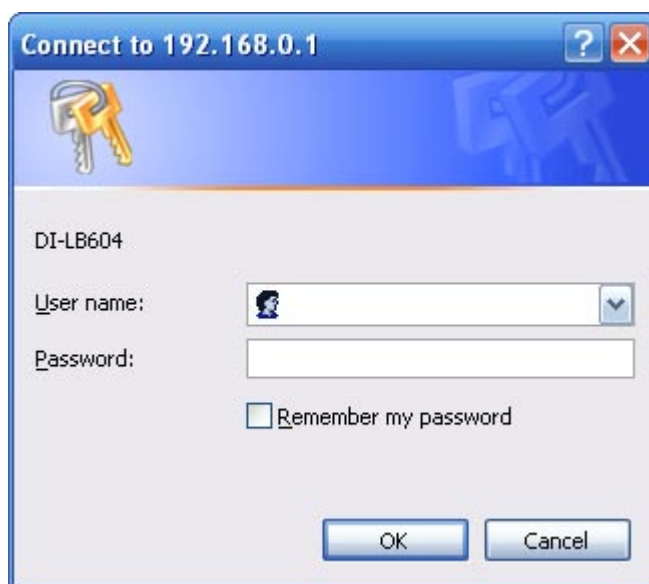 Connect to 192.168.0.1
DI-LB604
User name:
Password:
Remember my password
OK Cancel